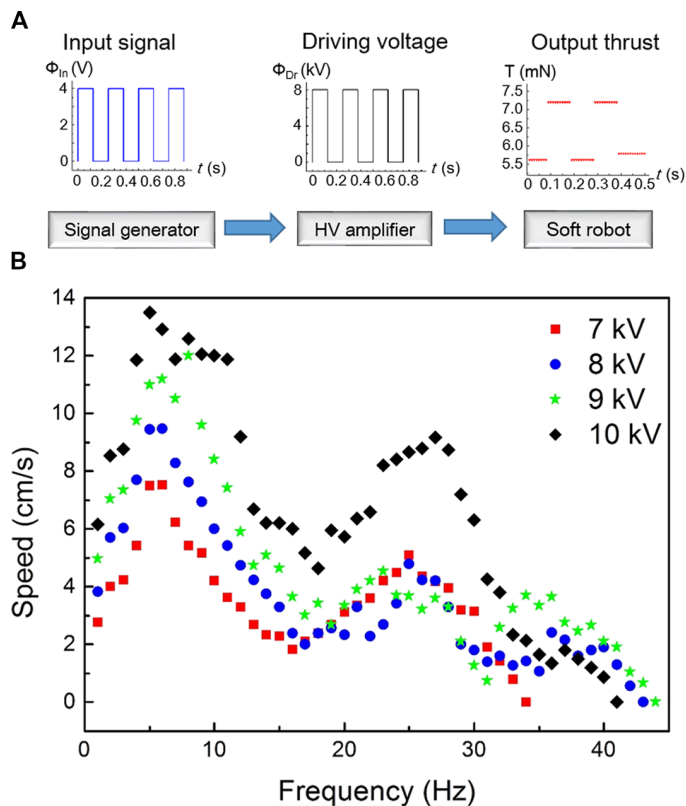 A
Input signal
Driving voltage
Output thrust
ΦIn (V)
4
2
0
0 0.2 0.4 0.6 0.8
t (s)
ΦDr (kV)
8
4
0
0 0.2 0.4 0.6 0.8
t (s)
T (mN)
7.5
7.0
6.5
6.0
5.5
0 0.1 0.2 0.3 0.4 0.5
t (s)
Signal generator
HV amplifier
Soft robot
B
Speed (cm/s)
14
12
10
8
6
4
2
0
0 10 20 30 40
Frequency (Hz)
7 kV
8 kV
9 kV
10 kV